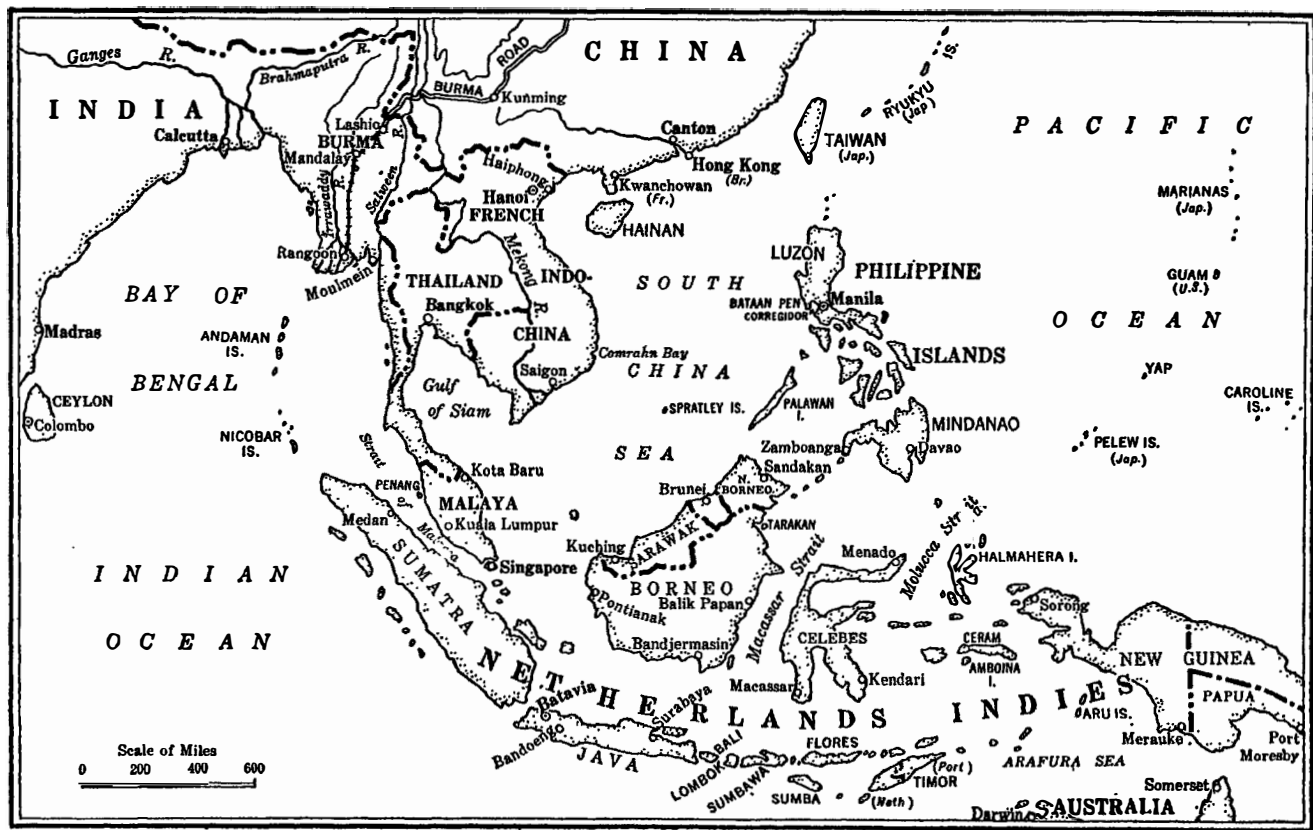 CHINA
Ganges R.
Brahmaputra R.
BURMA ROAD
Kunming
RYUKYU IS.
(Jap)
INDIA
Calcutta
Lashio
BURMA
Mandalay
Irrawaddy R.
Salween R.
Haiphong
Hanoi
FRENCH
INDO-
CHINA
Canton
Hong Kong
(Br.)
Kwanchowan
(Fr.)
HAINAN
TAIWAN
(Jap.)
PACIFIC
OCEAN
MARIANAS
(Jap.)
GUAM
(U.S.)
Rangoon
Moulmein
THAILAND
Bangkok
Mekong R.
Saigon
Comrahn Bay
SOUTH
CHINA
SEA
LUZON
PHILIPPINE
ISLANDS
BATAAN PEN
CORREGIDOR
Manila
BAY OF
BENGAL
Madras
ANDAMAN
IS.
CEYLON
Colombo
NICOBAR
IS.
Gulf
of Siam
SPRATLEY IS.
PALAWAN
I.
YAP
CAROLINE
IS.
MINDANAO
Zamboanga
Davao
PELEW IS.
(Jap.)
Strait of Malacca
PENANG
Kota Baru
MALAYA
Kuala Lumpur
Medan
SUMATRA
Singapore
Brunei
N.
BORNEO
Sandakan
Kuching
SARAWAK
TARAKAN
BORNEO
Pontianak
Balik Papan
Bandjermasin
Macassar Strait
Menado
Molucca Strait
HALMAHERA I.
INDIAN
OCEAN
CELEBES
Kendari
Macassar
CERAM
AMBOINA
I.
Sorong
NEW GUINEA
PAPUA
NETHERLANDS INDIES
ARU IS.
Merauke
Port
Moresby
Batavia
Bandoeng
JAVA
Surabaya
BALI
LOMBOK
SUMBAWA
FLORES
SUMBA
(Port)
TIMOR
(Neth)
ARAFURA SEA
Somerset
Darwin
AUSTRALIA
Scale of Miles
0 200 400 600